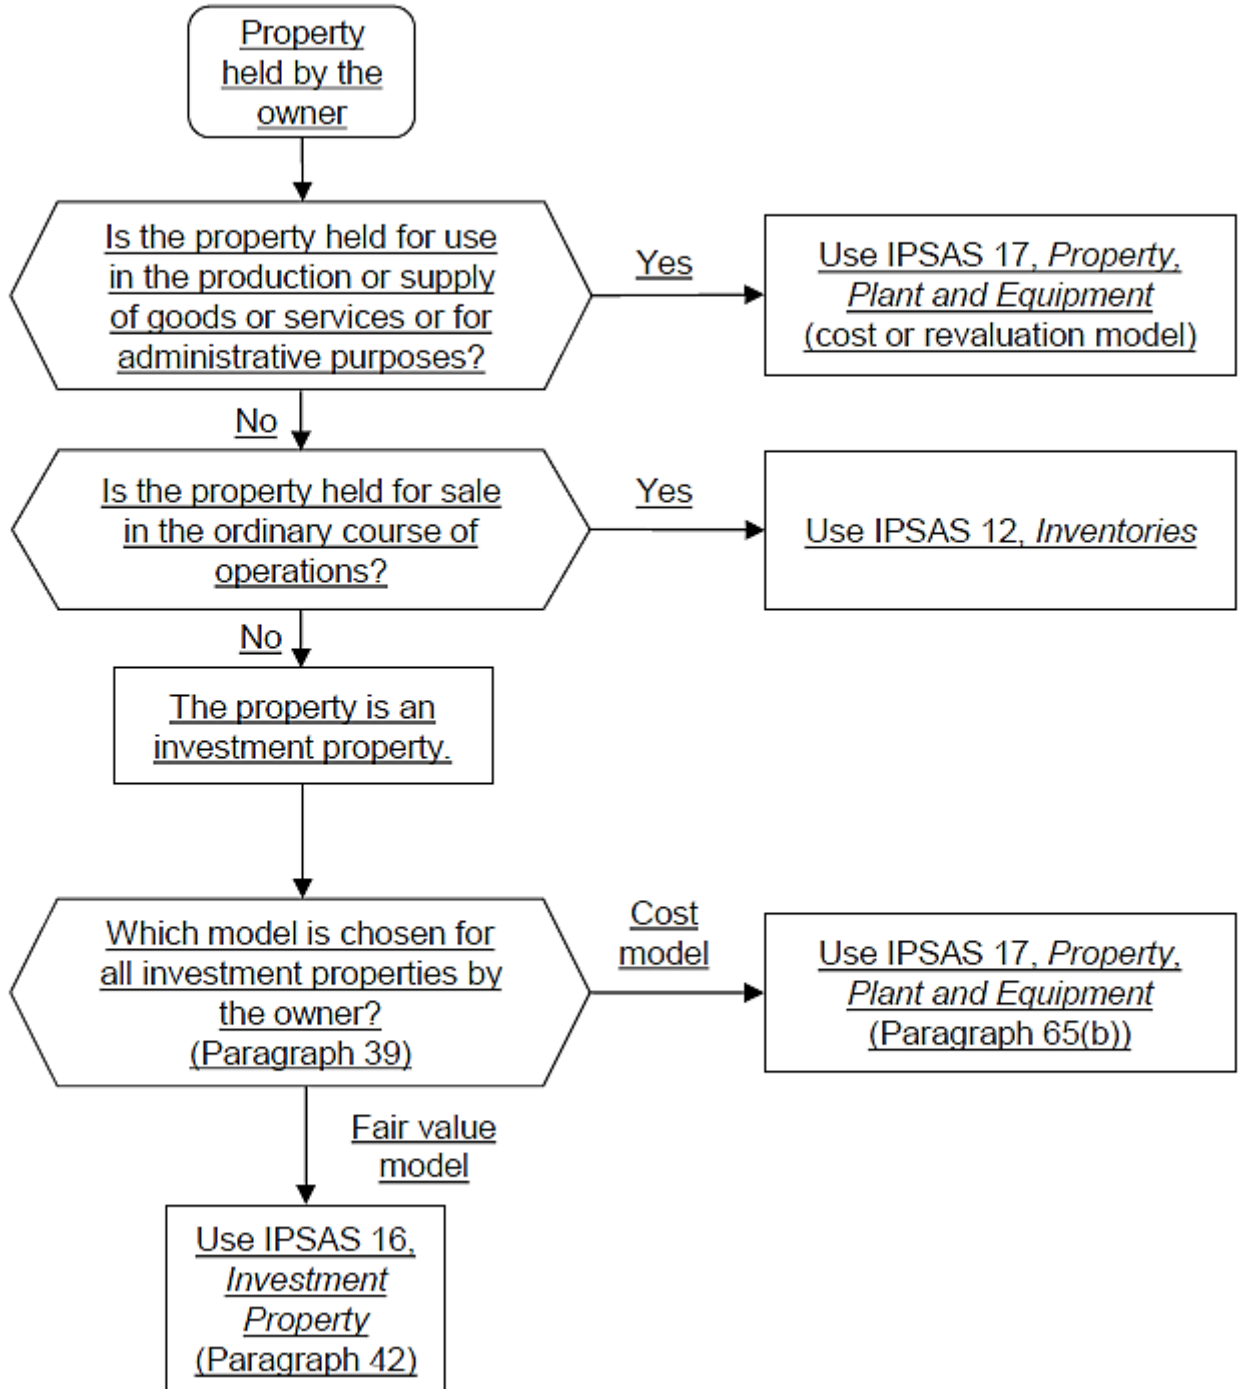 Property
held by the
owner
Is the property held for use
in the production or supply
of goods or services or for
administrative purposes?
Yes
Use IPSAS 17, Property,
Plant and Equipment
(cost or revaluation model)
No
Is the property held for sale
in the ordinary course of
operations?
Yes
Use IPSAS 12, Inventories
No
The property is an
investment property.
Which model is chosen for
all investment properties by
the owner?
(Paragraph 39)
Cost
model
Use IPSAS 17, Property,
Plant and Equipment
(Paragraph 65(b))
Fair value
model
Use IPSAS 16,
Investment
Property
(Paragraph 42)